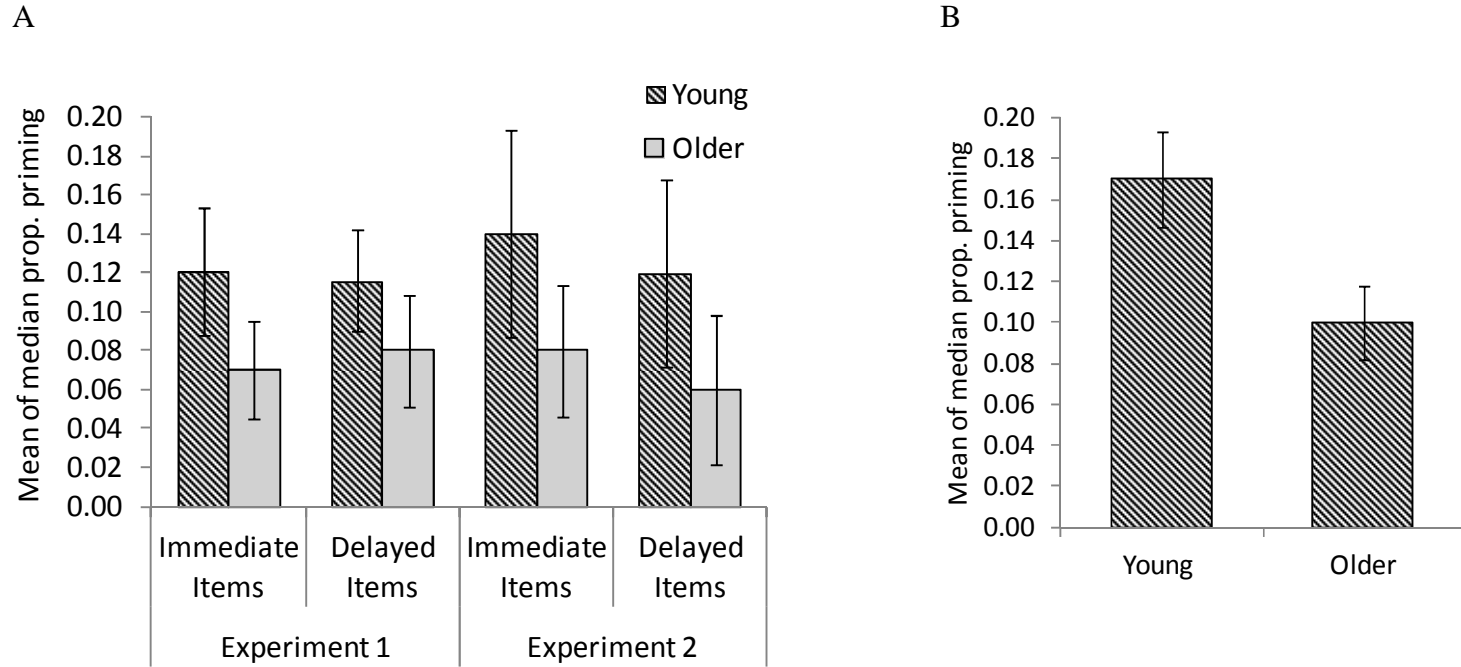 A
Mean of median prop. priming
0.20
0.18
0.16
0.14
0.12
0.10
0.08
0.06
0.04
0.02
0.00
Young
Older
Immediate
Items
Delayed
Items
Immediate
Items
Delayed
Items
Experiment 1
Experiment 2
B
Mean of median prop. priming
0.20
0.18
0.16
0.14
0.12
0.10
0.08
0.06
0.04
0.02
0.00
Young
Older